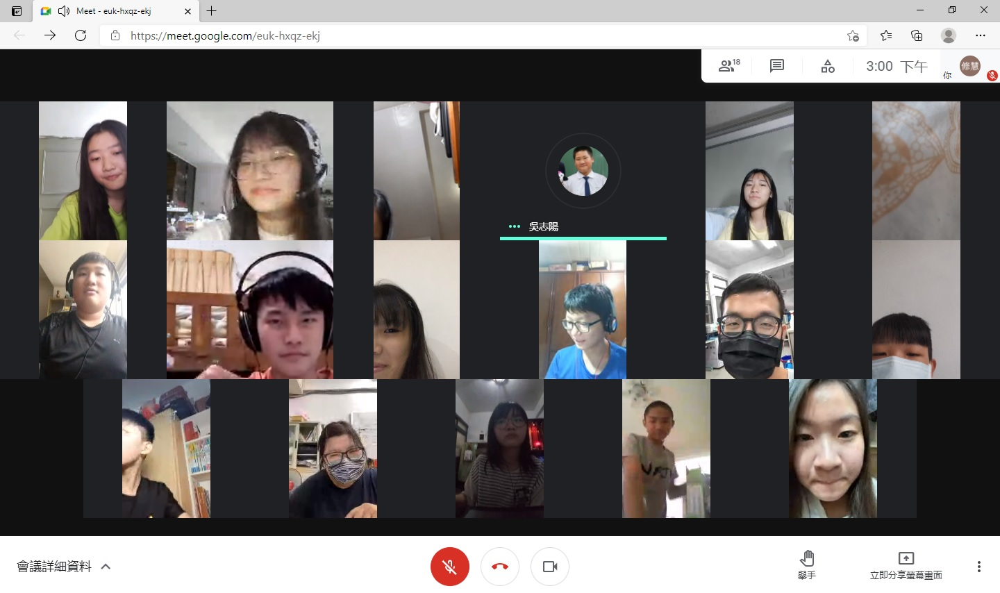 Meet - euk-hxqz-ekj
https://meet.google.com/euk-hxqz-ekj
18
3:00 下午
你
修慧
吳志陽
會議詳細資料
舉手
立即分享螢幕畫面